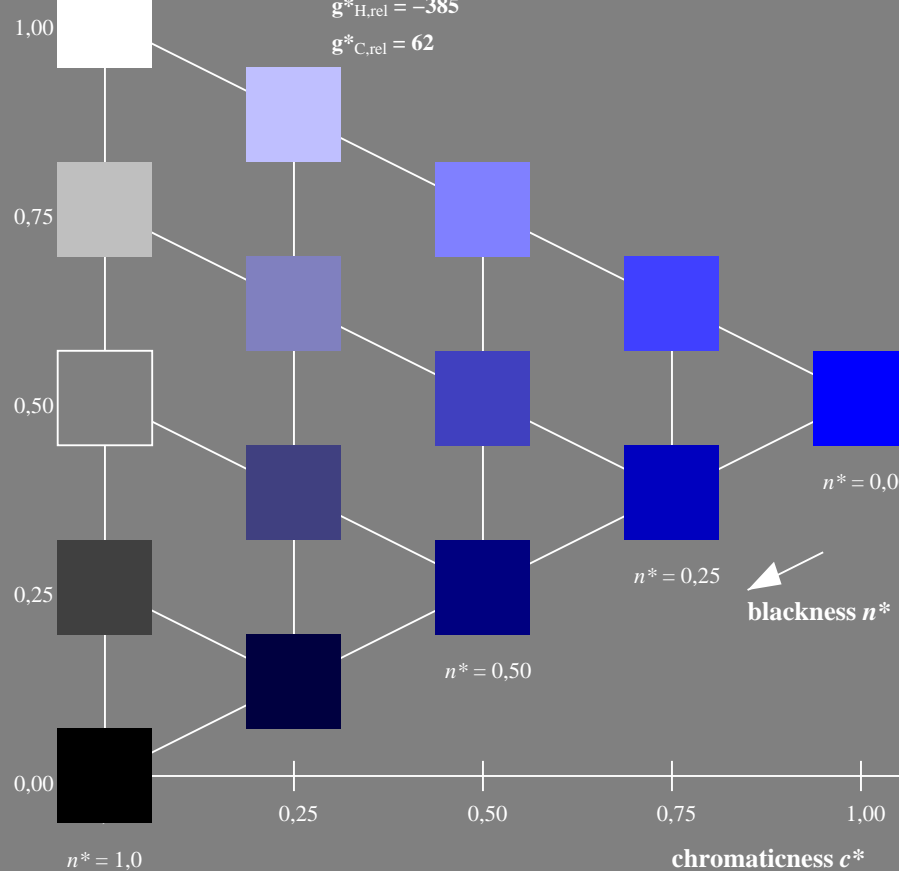 g*H,rel = −385
1,00
g*C,rel = 62
0,75
0,50
n* = 0,0
n* = 0,25
0,25
blackness n*
n* = 0,50
0,00
0,25
0,50
0,75
1,00
n* = 1,0
chromaticness c*